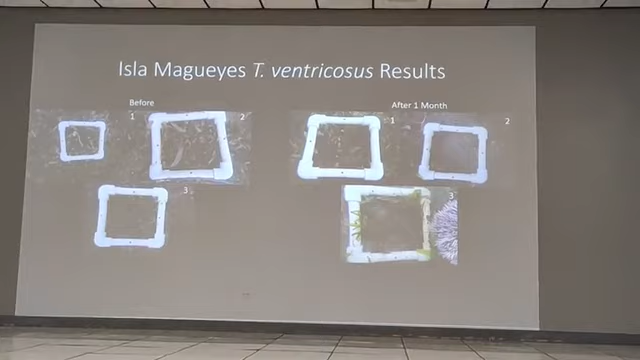 Isla Magueyes T. ventricosus Results
Before
After 1 Month
1
2
1
2
3
3